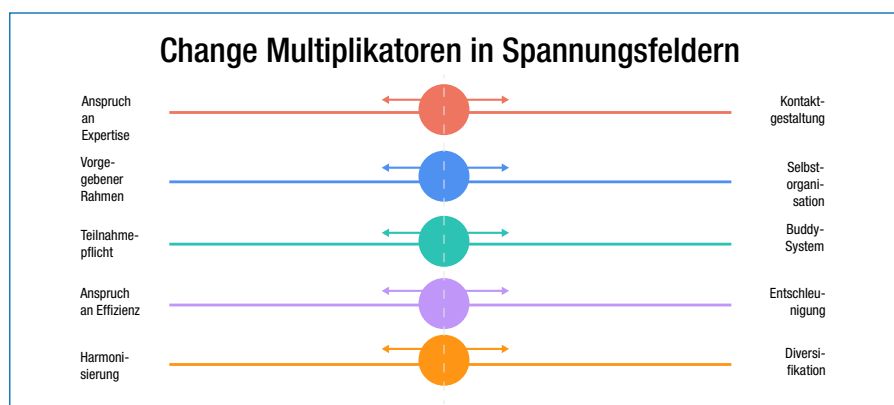 Change Multiplikatoren in Spannungsfeldern
Anspruch
an
Expertise
Kontakt-
gestaltung
Vorge-
gebener
Rahmen
Selbst-
organi-
sation
Teilnahme-
pflicht
Buddy-
System
Anspruch
an Effizienz
Entschleu-
nigung
Harmoni-
sierung
Diversi-
fikation